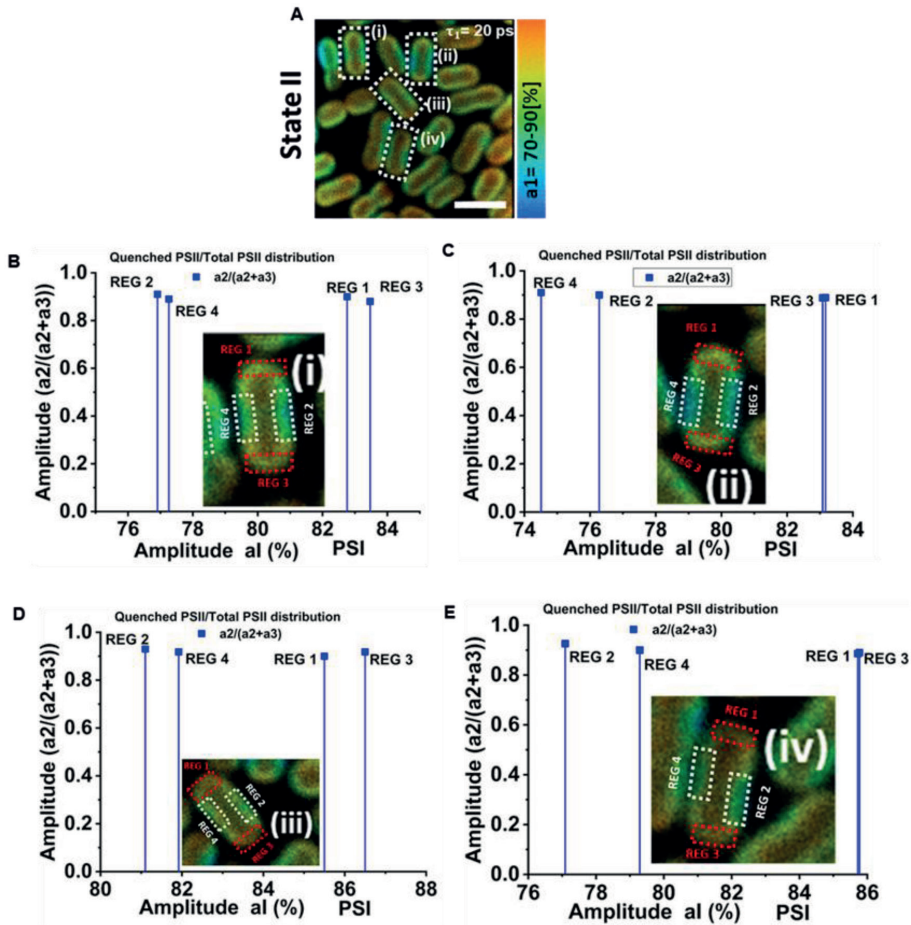 A
State II
τ1= 20 ps
(i)
(ii)
(iii)
(iv)
a1= 70-90[%]
B
Quenched PSII/Total PSII distribution
a2/(a2+a3)
REG 2
REG 4
REG 1
REG 3
Amplitude (a2/(a2+a3))
1.0
0.8
0.6
0.4
0.2
0.0
REG 1
(i)
REG 4
REG 2
REG 3
76 78 80 82 84
Amplitude aI (%) PSI
C
Quenched PSII/Total PSII distribution
a2/(a2+a3)
REG 4
REG 2
REG 3
REG 1
Amplitude (a2/(a2+a3))
1.0
0.8
0.6
0.4
0.2
0.0
REG 1
REG 4
REG 2
REG 3
(ii)
74 76 78 80 82 84
Amplitude aI (%) PSI
D
Quenched PSII/Total PSII distribution
a2/(a2+a3)
REG 2
REG 4
REG 1
REG 3
Amplitude (a2/(a2+a3))
1.0
0.8
0.6
0.4
0.2
0.0
REG 1
REG 2
(iii)
REG 4
REG 3
80 82 84 86 88
Amplitude aI (%) PSI
E
Quenched PSII/Total PSII distribution
a2/(a2+a3)
REG 2
REG 4
REG 1
REG 3
Amplitude (a2/(a2+a3))
1.0
0.8
0.6
0.4
0.2
0.0
REG 1
(iv)
REG 4
REG 2
REG 3
76 78 80 82 84 86
Amplitude aI (%) PSI